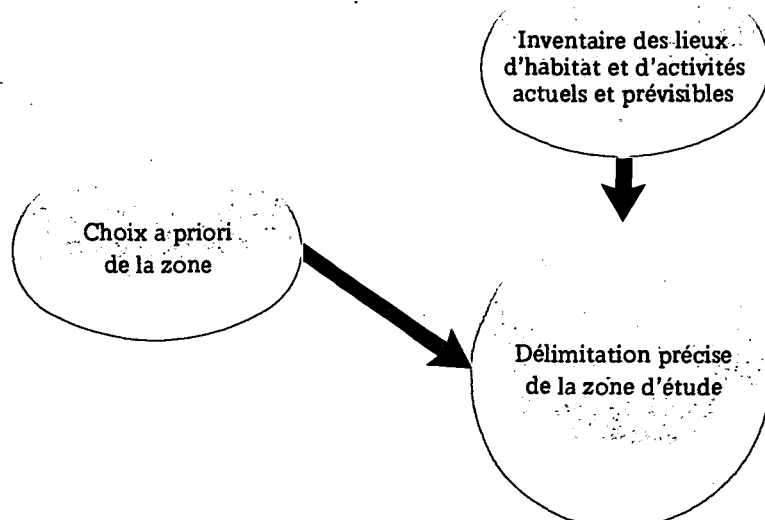 Inventaire des lieux
d'habitat et d'activités
actuels et prévisibles
Choix a priori
de la zone
Délimitation précise
de la zone d'étude